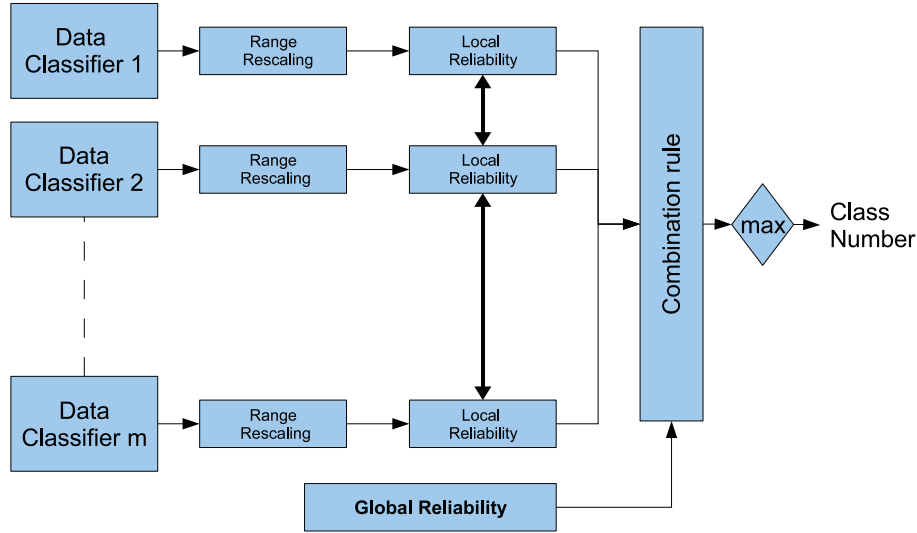 Data
Classifier 1
Range
Rescaling
Local
Reliability
Data
Classifier 2
Range
Rescaling
Local
Reliability
Combination rule
max
Class
Number
Data
Classifier m
Range
Rescaling
Local
Reliability
Global Reliability